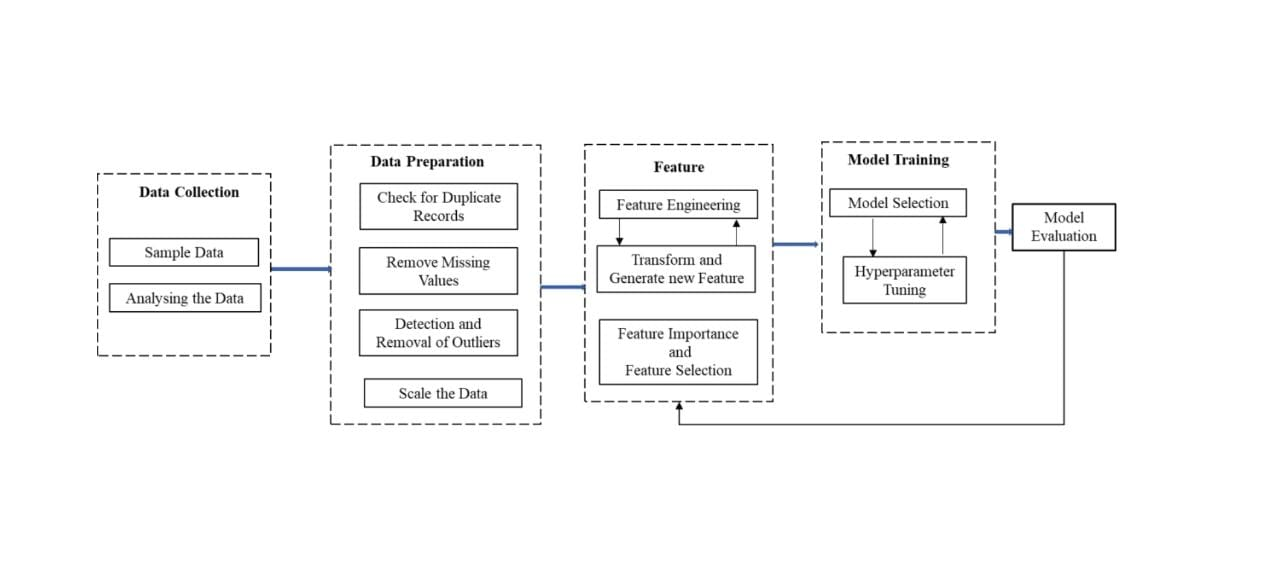 Data Collection
Sample Data
Analysing the Data
Data Preparation
Check for Duplicate
Records
Remove Missing
Values
Detection and
Removal of Outliers
Scale the Data
Feature
Feature Engineering
Transform and
Generate new Feature
Feature Importance
and
Feature Selection
Model Training
Model Selection
Hyperparameter
Tuning
Model
Evaluation